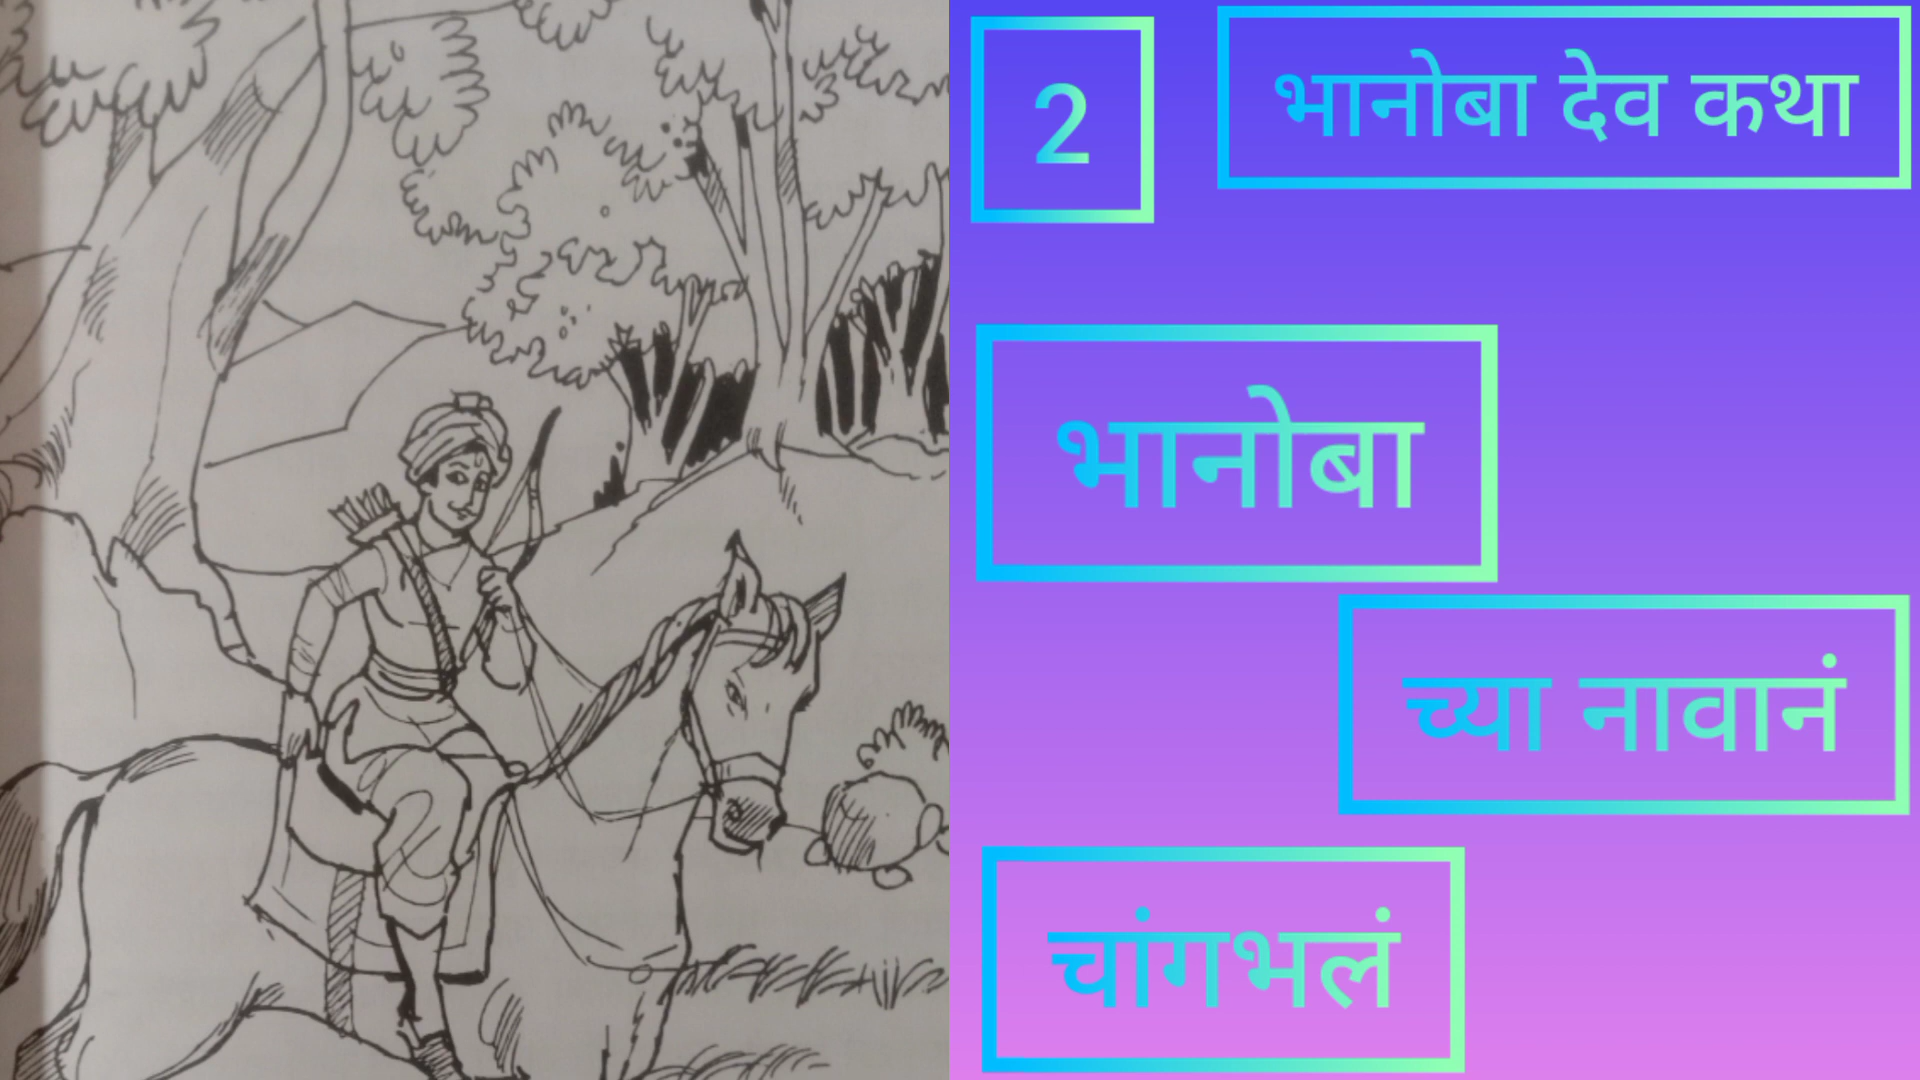 2
भानोबा देव कथा
भानोबा
च्या नावानं
चांगभलं